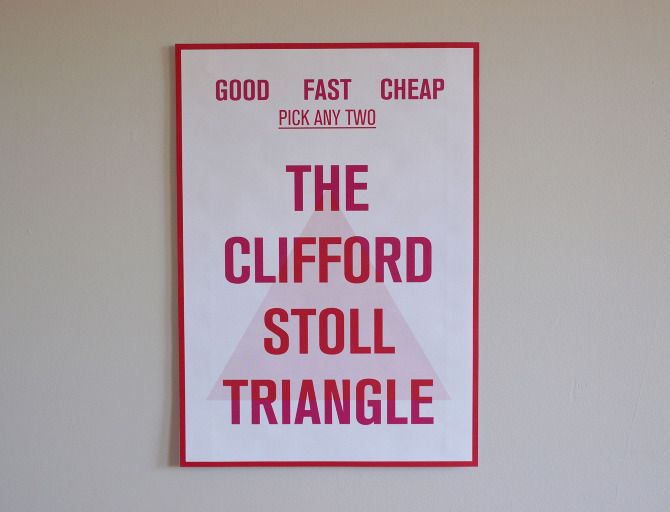 GOOD FAST CHEAP
PICK ANY TWO
THE
CLIFFORD
STOLL
TRIANGLE